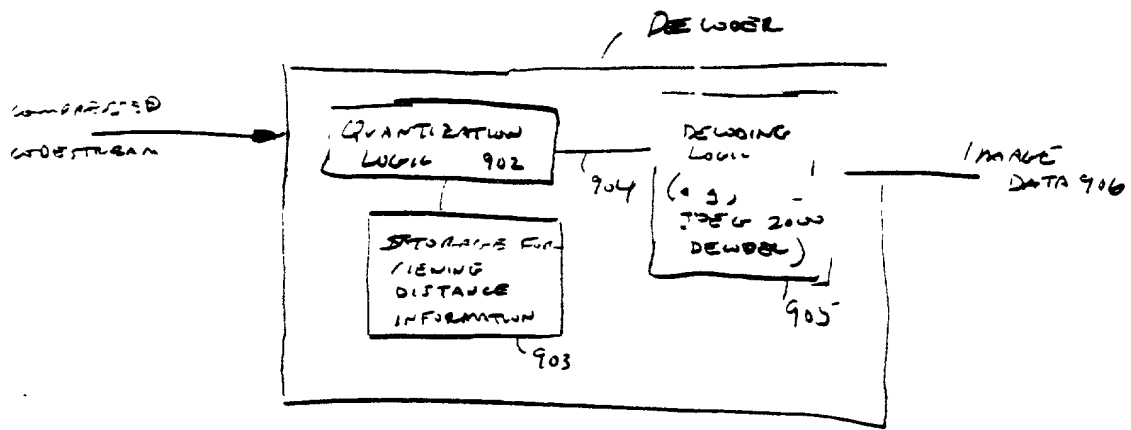 DECODER
COMPRESSED
CODESTREAM
QUANTIZATION
LOGIC 902
904
DECODING
LOGIC
(e.g.,
JPEG 2000
DECODER)
905
IMAGE
DATA 906
STORAGE FOR
VIEWING
DISTANCE
INFORMATION
903